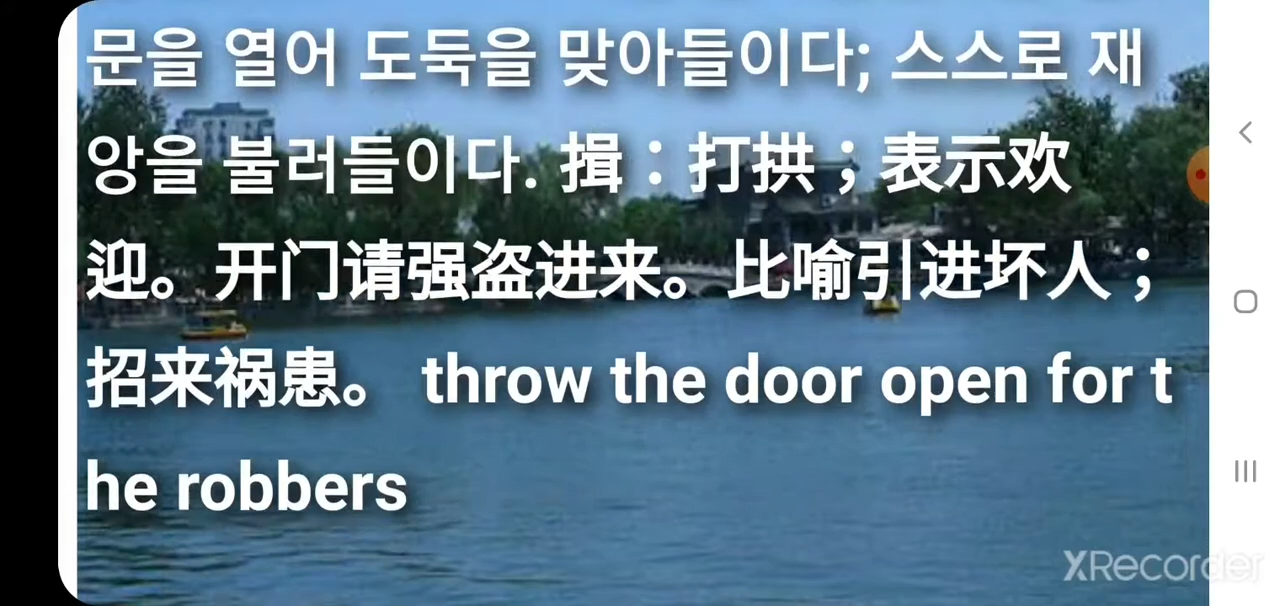 문을 열어 도둑을 맞아들이다; 스스로 재
앙을 불러들이다. 揖：打拱；表示欢
迎。开门请强盗进来。比喻引进坏人；
招来祸患。 throw the door open for t
he robbers
XRecorder